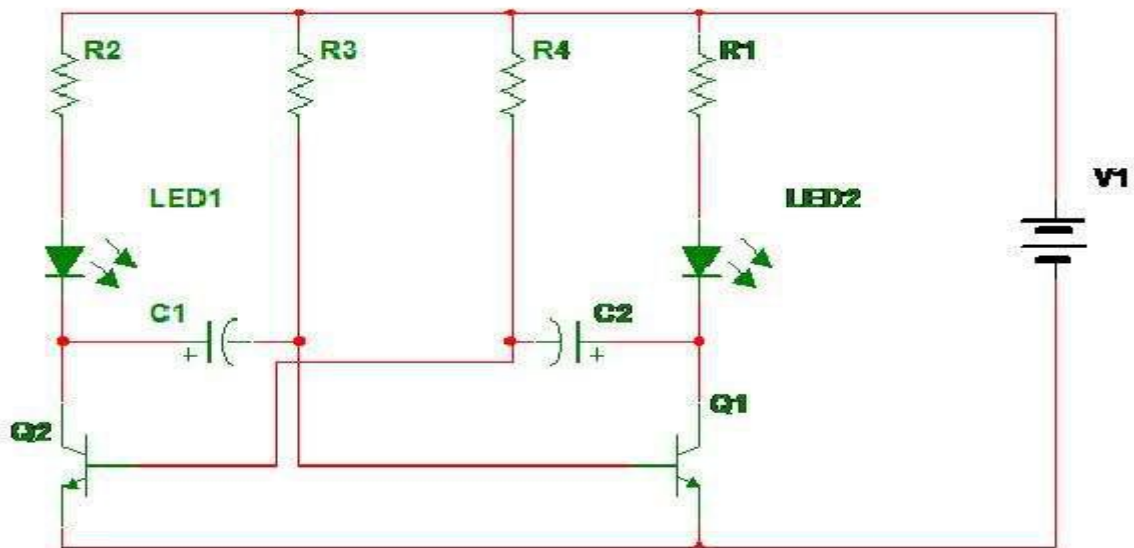 R2 R3 R4 R1
V1
LED1 LED2
C1 C2
+ +
Q1
Q2